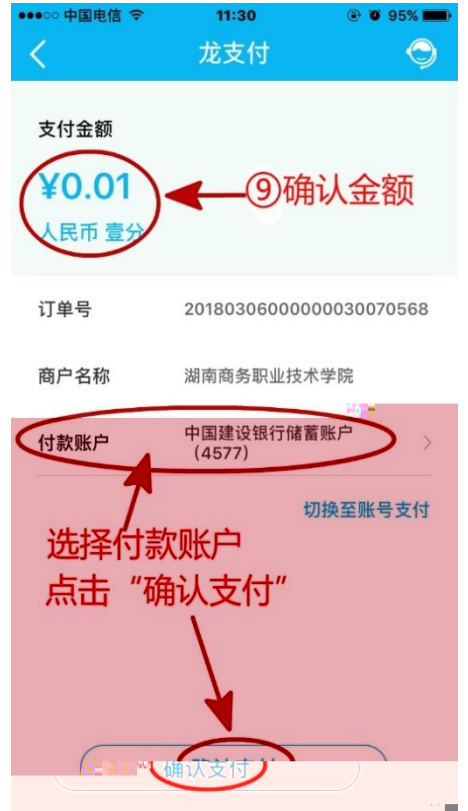 中国电信 11:30 95%
龙支付
支付金额
¥0.01
⑨确认金额
人民币 壹分
订单号 20180306000000030070568
商户名称 湖南商务职业技术学院
付款账户 中国建设银行储蓄账户
(4577)
切换至账号支付
选择付款账户
点击“确认支付”
确认支付